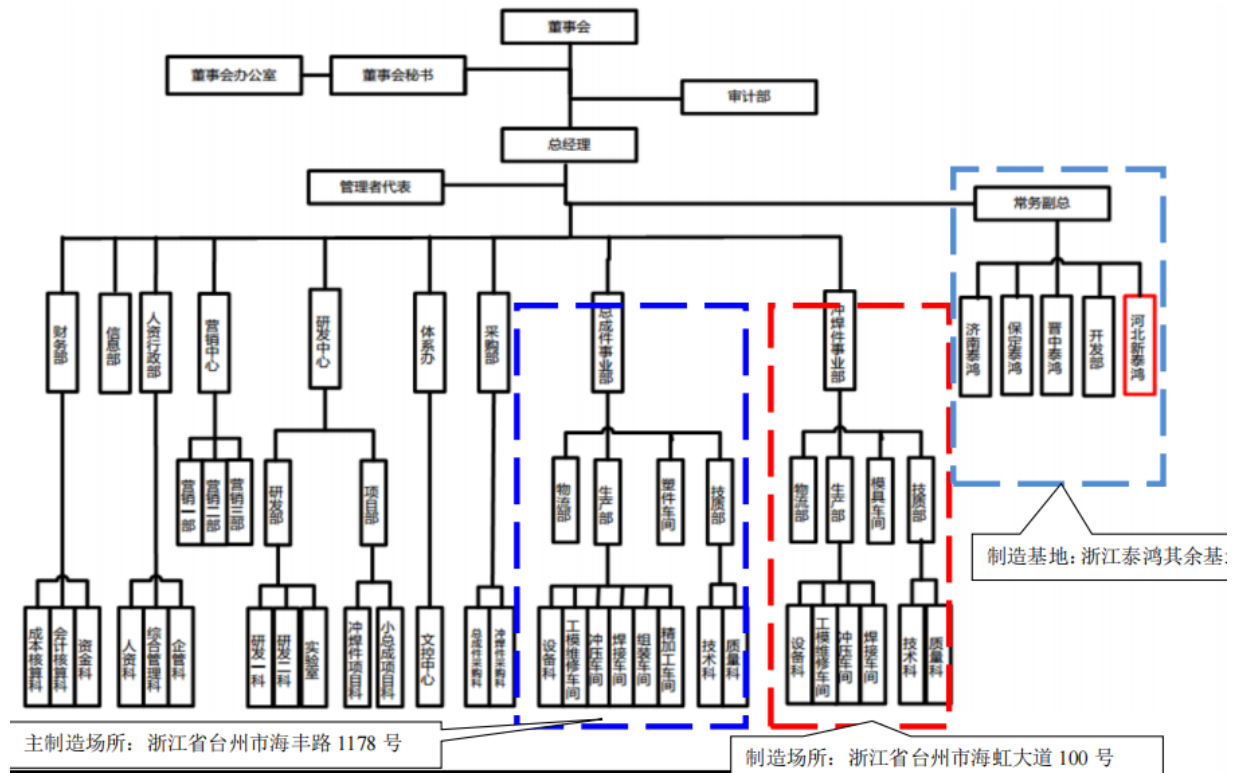 董事会
董事会办公室
董事会秘书
审计部
总经理
管理者代表
常务副总
财务部
信息部
人资行政部
营销中心
研发中心
体系办
采购部
总成件事业部
冲焊件事业部
济南泰鸿
保定泰鸿
晋中泰鸿
开发部
河北新泰鸿
营销一部
营销二部
营销三部
研发部
项目部
物流部
生产部
塑件车间
技质部
物流部
生产部
模具车间
技质部
制造基地:浙江泰鸿其余基
成本核算科
会计核算科
资金科
人资科
综合管理科
企管科
研发一科
研发二科
实验室
冲焊件项目科
小总成项目科
文控中心
总成件采购科
冲焊件采购科
设备科
工模维修车间
冲压车间
焊接车间
组装车间
精加工车间
技术科
质量科
设备科
工模维修车间
冲压车间
焊接车间
技术科
质量科
主制造场所：浙江省台州市海丰路 1178 号
制造场所：浙江省台州市海虹大道 100 号